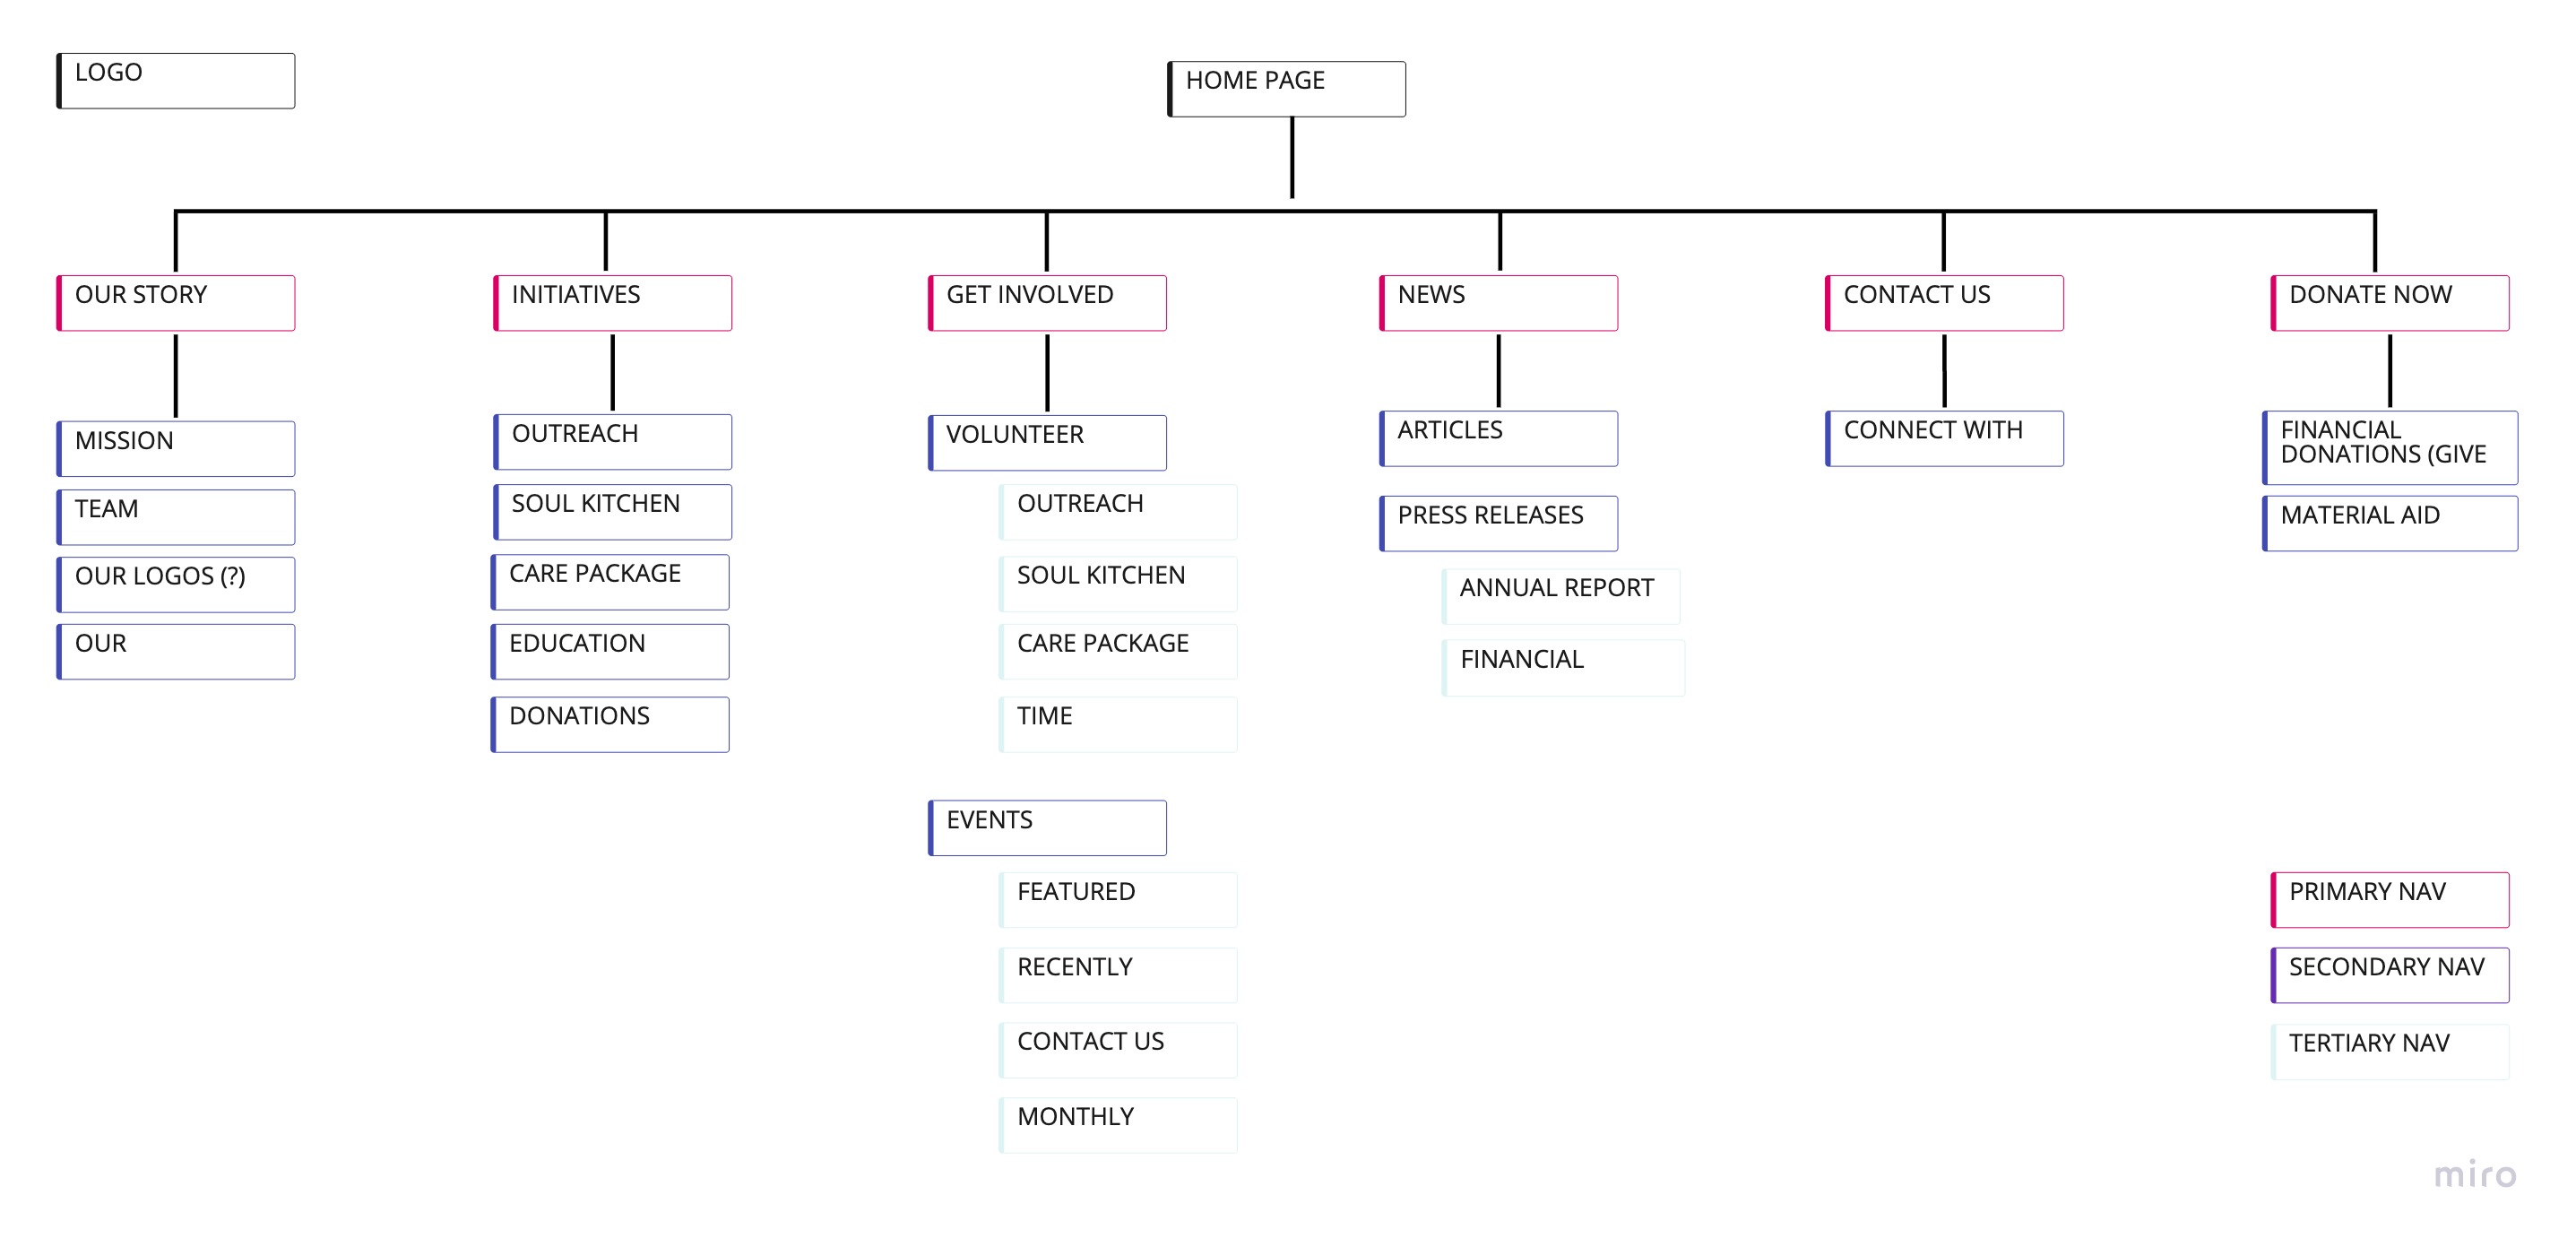 LOGO
HOME PAGE
OUR STORY
INITIATIVES
GET INVOLVED
NEWS
CONTACT US
DONATE NOW
MISSION
TEAM
OUR LOGOS (?)
OUR
OUTREACH
SOUL KITCHEN
CARE PACKAGE
EDUCATION
DONATIONS
VOLUNTEER
OUTREACH
SOUL KITCHEN
CARE PACKAGE
TIME
EVENTS
FEATURED
RECENTLY
CONTACT US
MONTHLY
ARTICLES
PRESS RELEASES
ANNUAL REPORT
FINANCIAL
CONNECT WITH
FINANCIAL
DONATIONS (GIVE
MATERIAL AID
PRIMARY NAV
SECONDARY NAV
TERTIARY NAV
miro